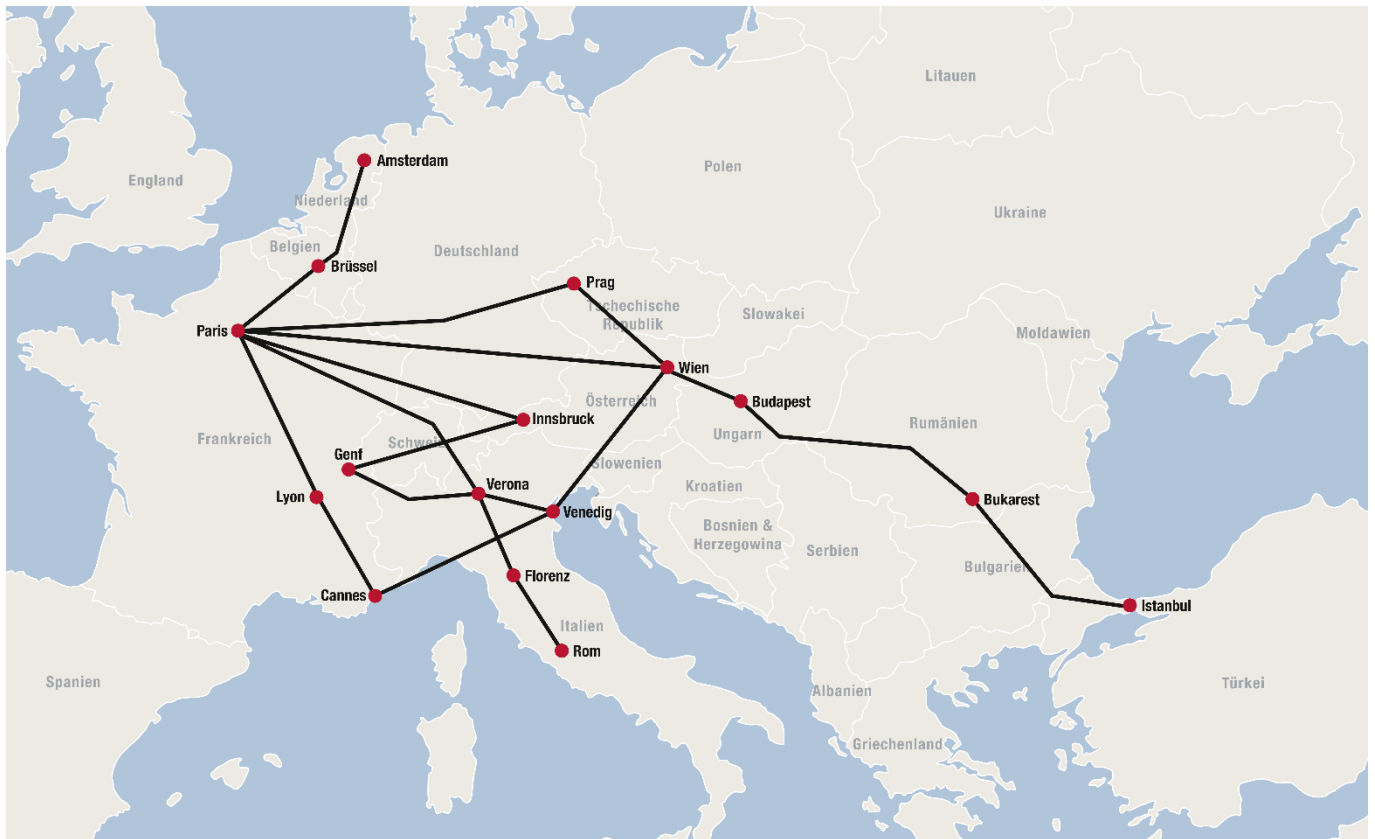 Litauen
Amsterdam
Polen
England
Niederland
Ukraine
Belgien
Deutschland
Brüssel
Prag
Tschechische
Republik
Slowakei
Paris
Moldawien
Wien
Österreich
Budapest
Innsbruck
Rumänien
Ungarn
Frankreich
Schwei
Genf
Slowenien
Verona
Kroatien
Lyon
Venedig
Bukarest
Bosnien &
Herzegowina
Serbien
Bulgarien
Florenz
Cannes
Istanbul
Italien
Rom
Spanien
Albanien
Türkei
Griechenland